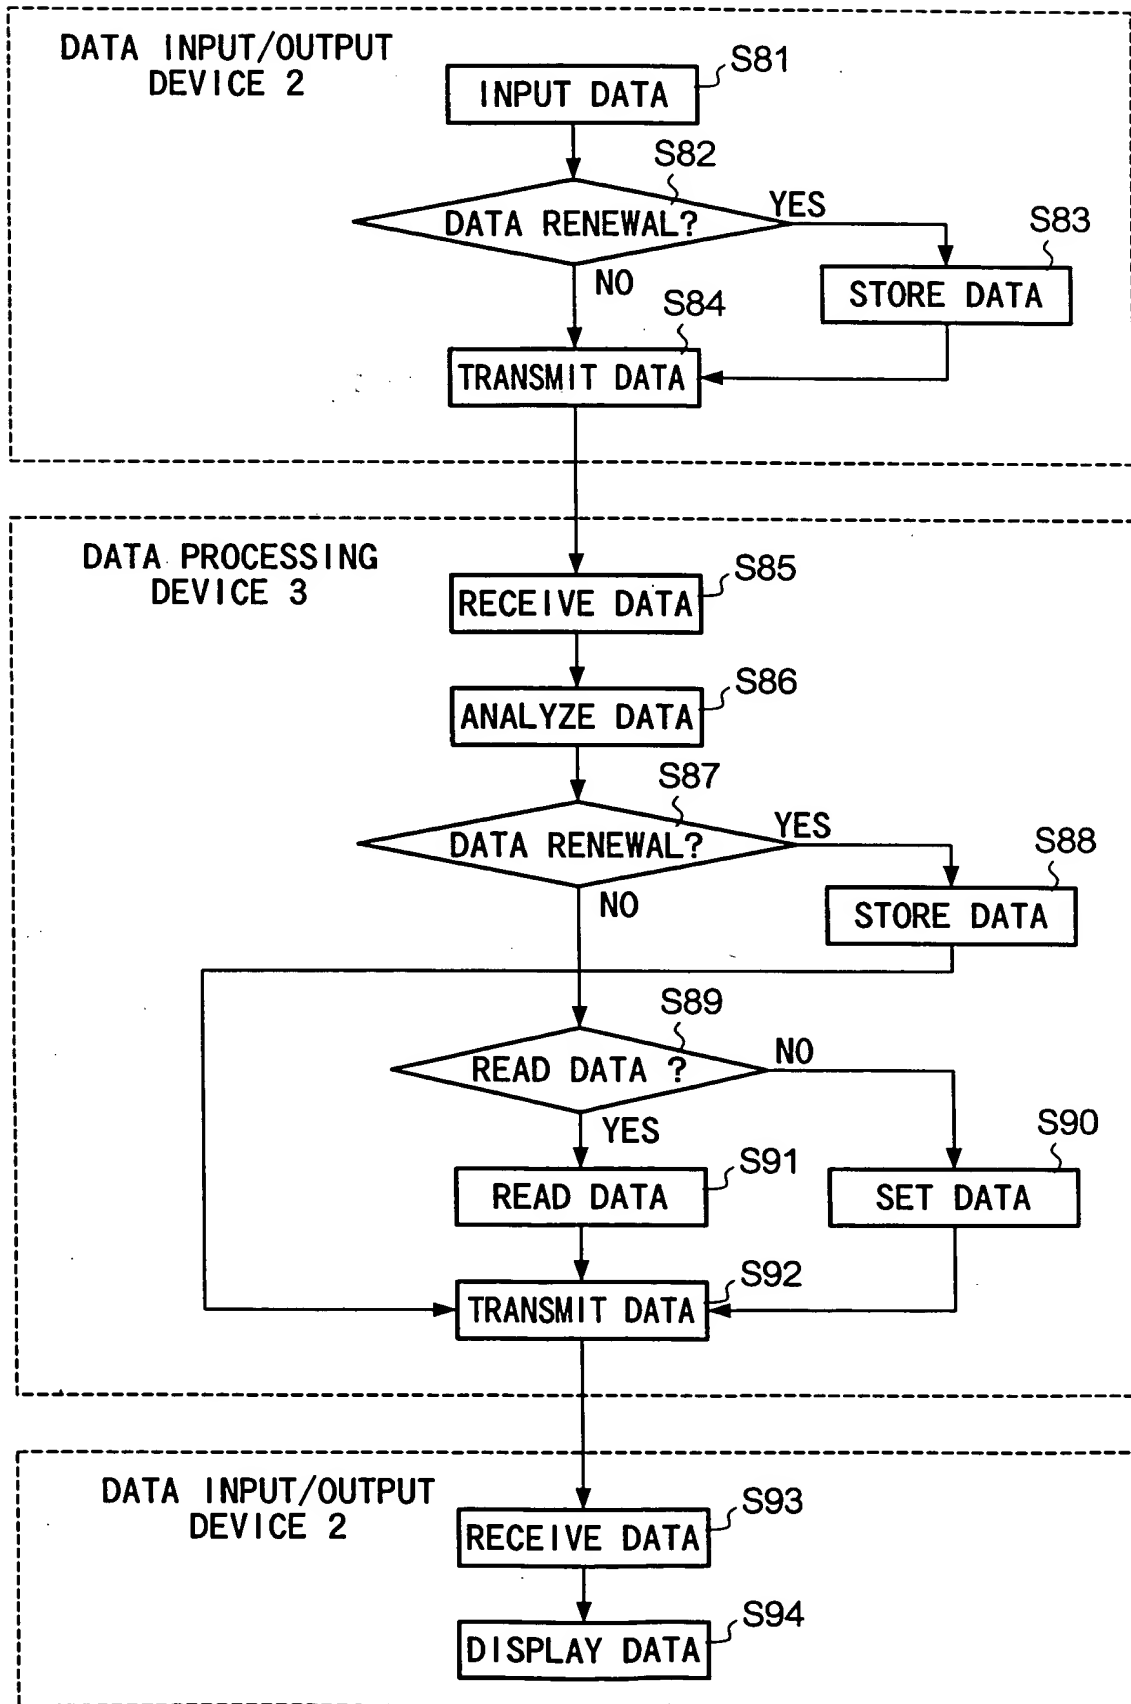 DATA INPUT/OUTPUT
DEVICE 2
S81
INPUT DATA
S82
DATA RENEWAL?
YES
S83
NO
STORE DATA
S84
TRANSMIT DATA
DATA PROCESSING
DEVICE 3
S85
RECEIVE DATA
S86
ANALYZE DATA
S87
DATA RENEWAL?
YES
S88
NO
STORE DATA
S89
READ DATA ?
NO
YES
S90
S91
READ DATA
SET DATA
S92
TRANSMIT DATA
DATA INPUT/OUTPUT
DEVICE 2
S93
RECEIVE DATA
S94
DISPLAY DATA